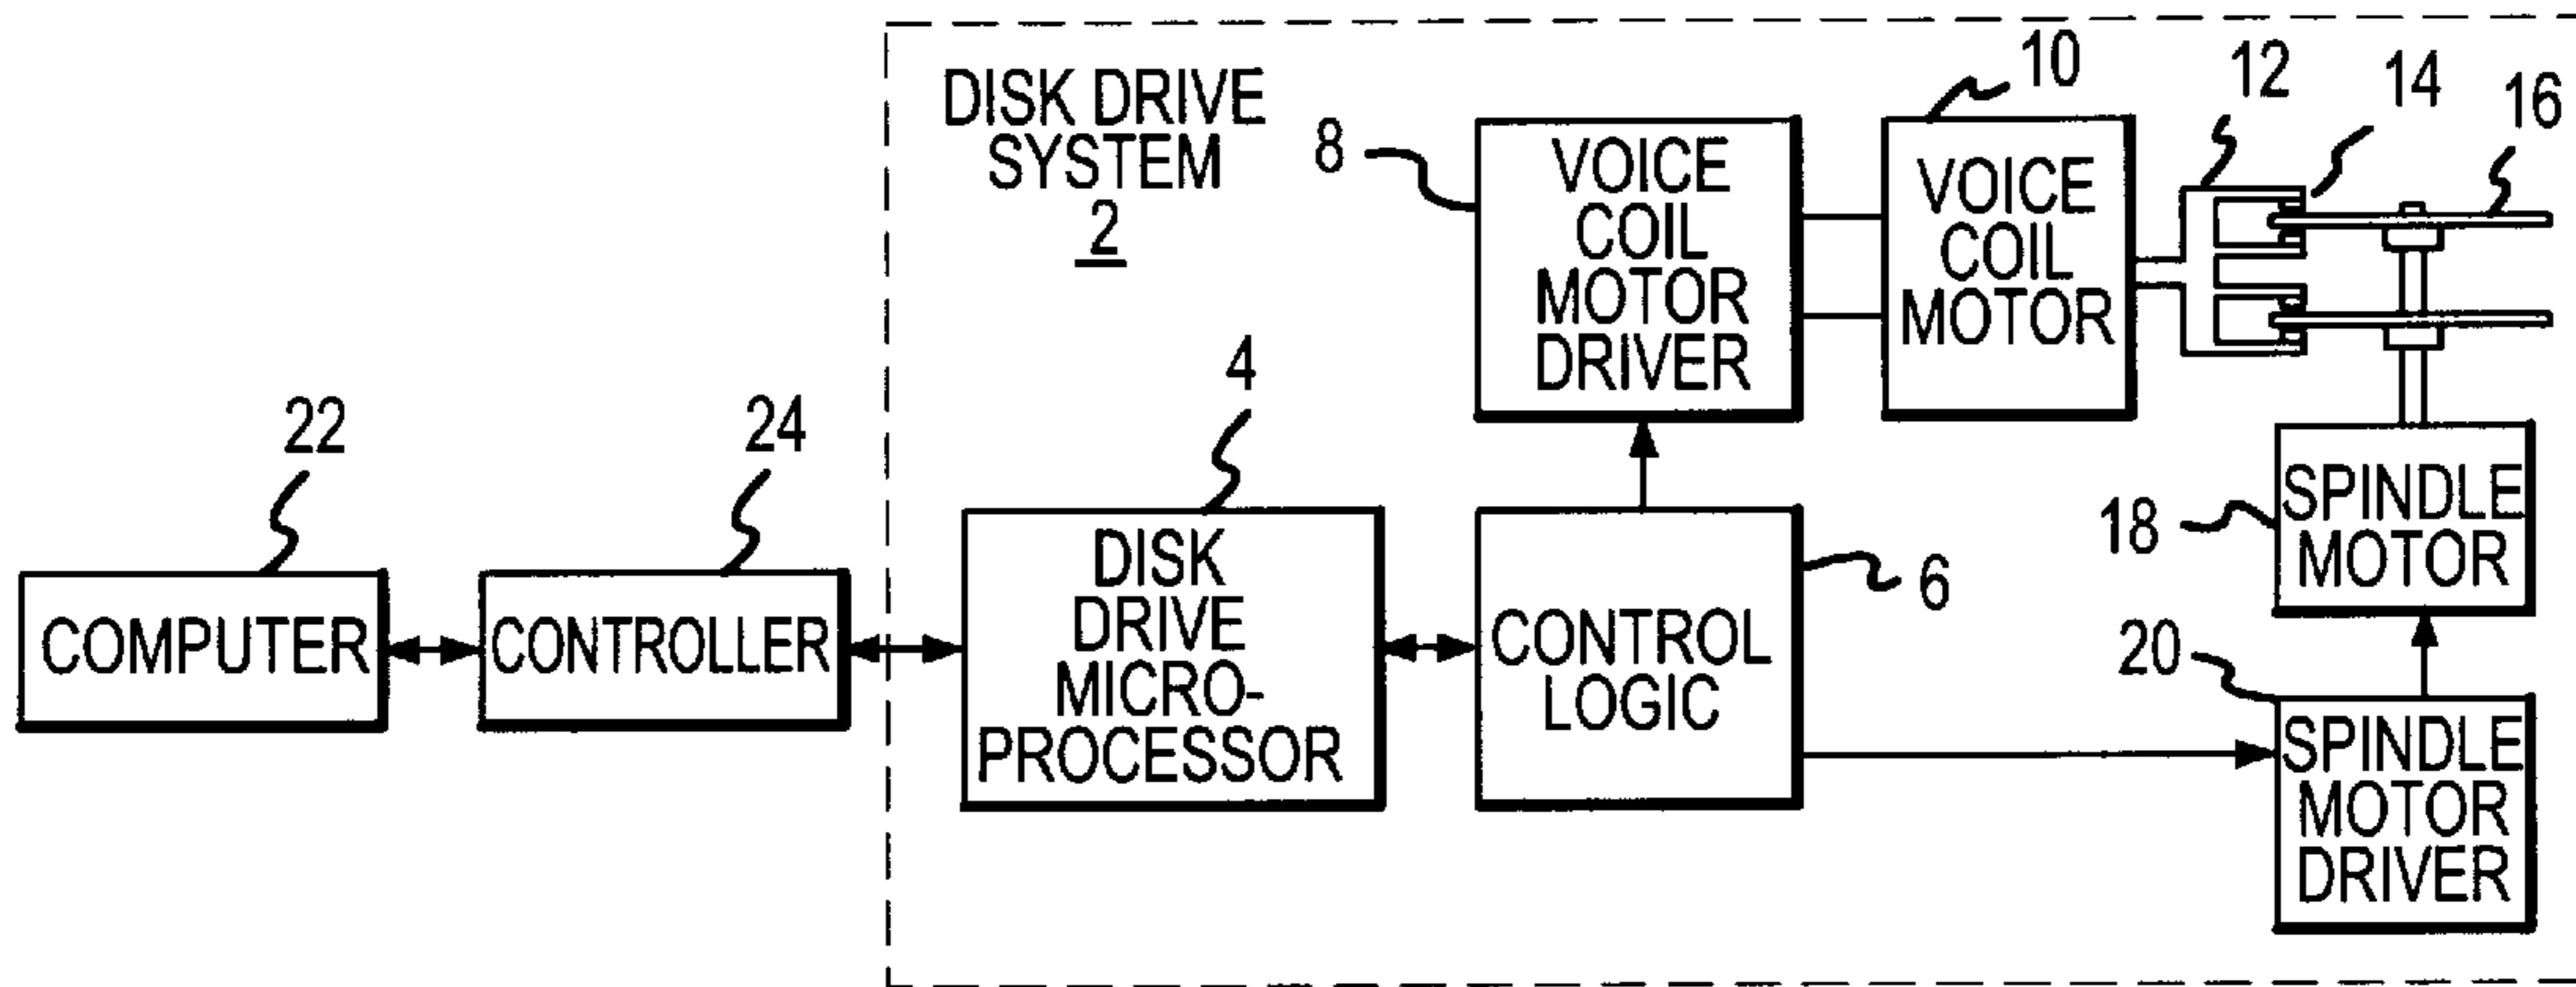 DISK DRIVE
SYSTEM
2
10
12
14
16
8
VOICE
COIL
MOTOR
DRIVER
VOICE
COIL
MOTOR
22
24
4
COMPUTER
CONTROLLER
DISK
DRIVE
MICRO-
PROCESSOR
CONTROL
LOGIC
6
18
SPINDLE
MOTOR
20
SPINDLE
MOTOR
DRIVER